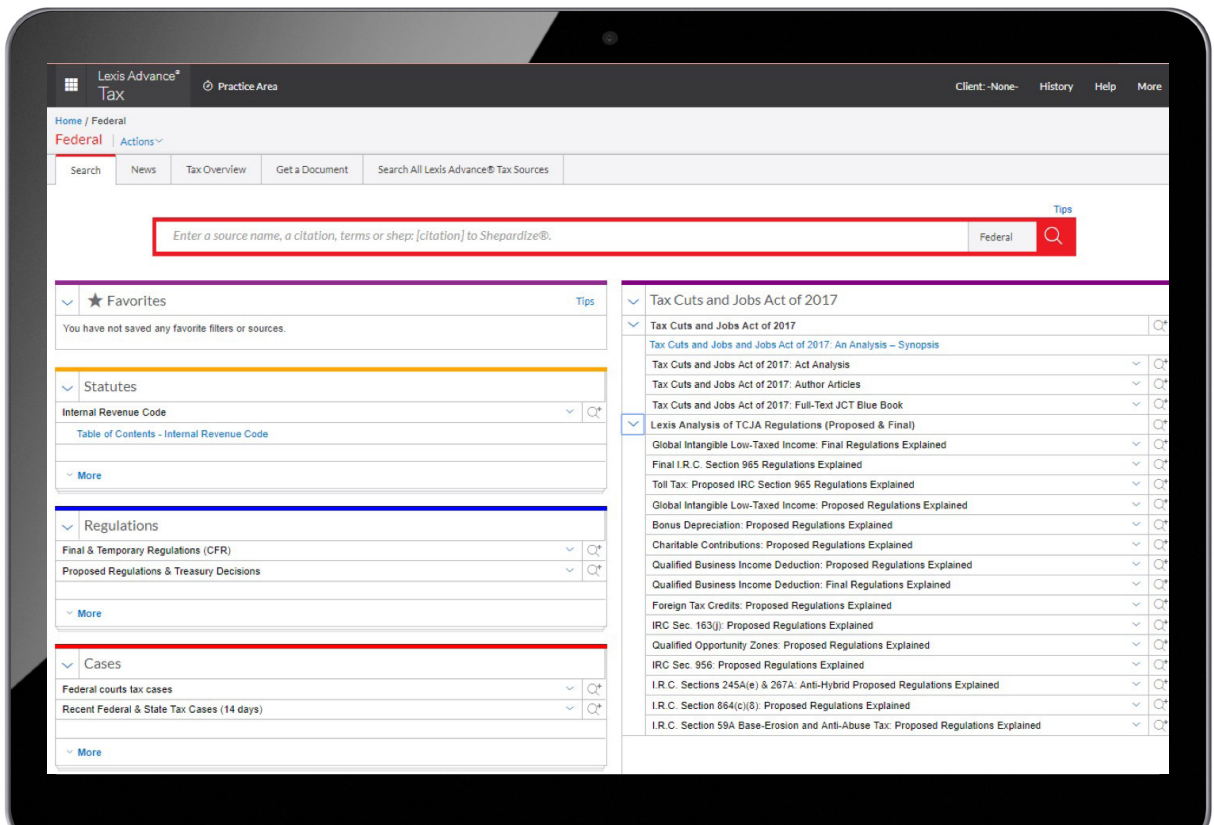 Lexis Advance®
Tax
Practice Area
Client: -None-
History
Help
More
Home / Federal
Federal | Actions
Search
News
Tax Overview
Get a Document
Search All Lexis Advance® Tax Sources
Tips
Enter a source name, a citation, terms or shep: [citation] to Shepardize®.
Federal
Favorites
Tips
You have not saved any favorite filters or sources.
Statutes
Internal Revenue Code
Table of Contents - Internal Revenue Code
More
Regulations
Final & Temporary Regulations (CFR)
Proposed Regulations & Treasury Decisions
More
Cases
Federal courts tax cases
Recent Federal & State Tax Cases (14 days)
More
Tax Cuts and Jobs Act of 2017
Tax Cuts and Jobs Act of 2017
Tax Cuts and Jobs and Jobs Act of 2017: An Analysis – Synopsis
Tax Cuts and Jobs Act of 2017: Act Analysis
Tax Cuts and Jobs Act of 2017: Author Articles
Tax Cuts and Jobs Act of 2017: Full-Text JCT Blue Book
Lexis Analysis of TCJA Regulations (Proposed & Final)
Global Intangible Low-Taxed Income: Final Regulations Explained
Final I.R.C. Section 965 Regulations Explained
Toll Tax: Proposed IRC Section 965 Regulations Explained
Global Intangible Low-Taxed Income: Proposed Regulations Explained
Bonus Depreciation: Proposed Regulations Explained
Charitable Contributions: Proposed Regulations Explained
Qualified Business Income Deduction: Proposed Regulations Explained
Qualified Business Income Deduction: Final Regulations Explained
Foreign Tax Credits: Proposed Regulations Explained
IRC Sec. 163(j): Proposed Regulations Explained
Qualified Opportunity Zones: Proposed Regulations Explained
IRC Sec. 956: Proposed Regulations Explained
I.R.C. Sections 245A(e) & 267A: Anti-Hybrid Proposed Regulations Explained
I.R.C. Section 864(c)(8): Proposed Regulations Explained
I.R.C. Section 59A Base-Erosion and Anti-Abuse Tax: Proposed Regulations Explained